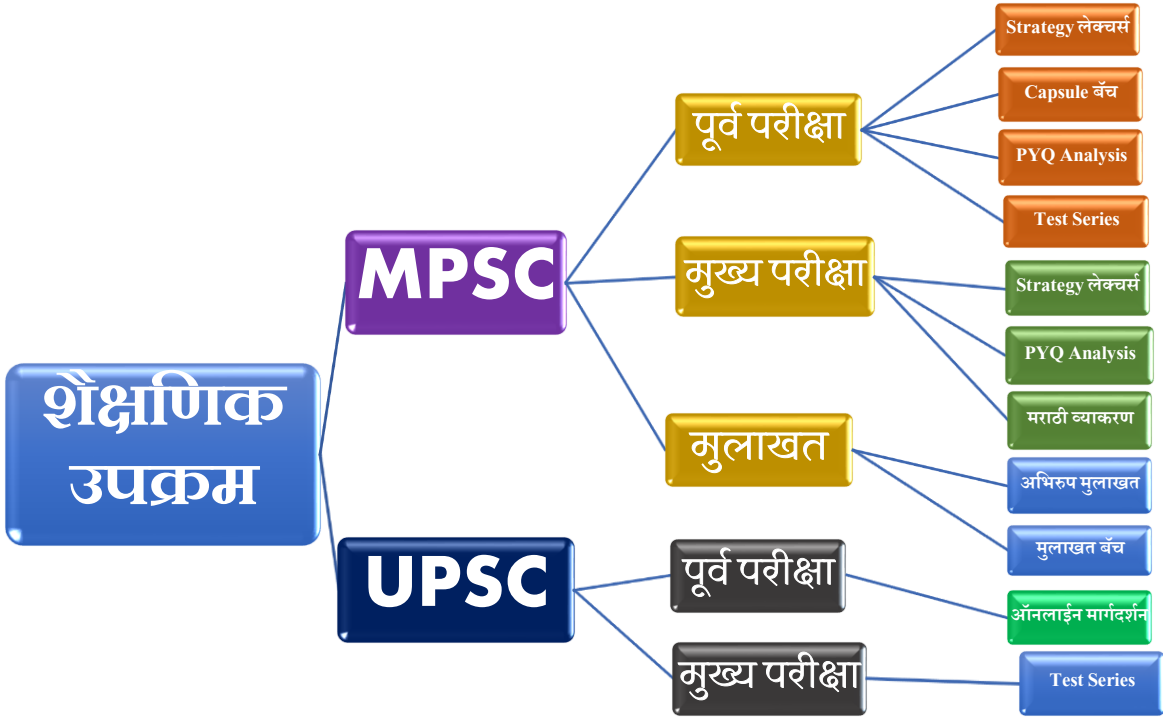 शैक्षणिक
उपक्रम
MPSC
पूर्व परीक्षा
Strategy लेक्चर्स
Capsule बॅच
PYQ Analysis
Test Series
मुख्य परीक्षा
Strategy लेक्चर्स
PYQ Analysis
मराठी व्याकरण
मुलाखत
अभिरुप मुलाखत
मुलाखत बॅच
UPSC
पूर्व परीक्षा
ऑनलाईन मार्गदर्शन
मुख्य परीक्षा
Test Series